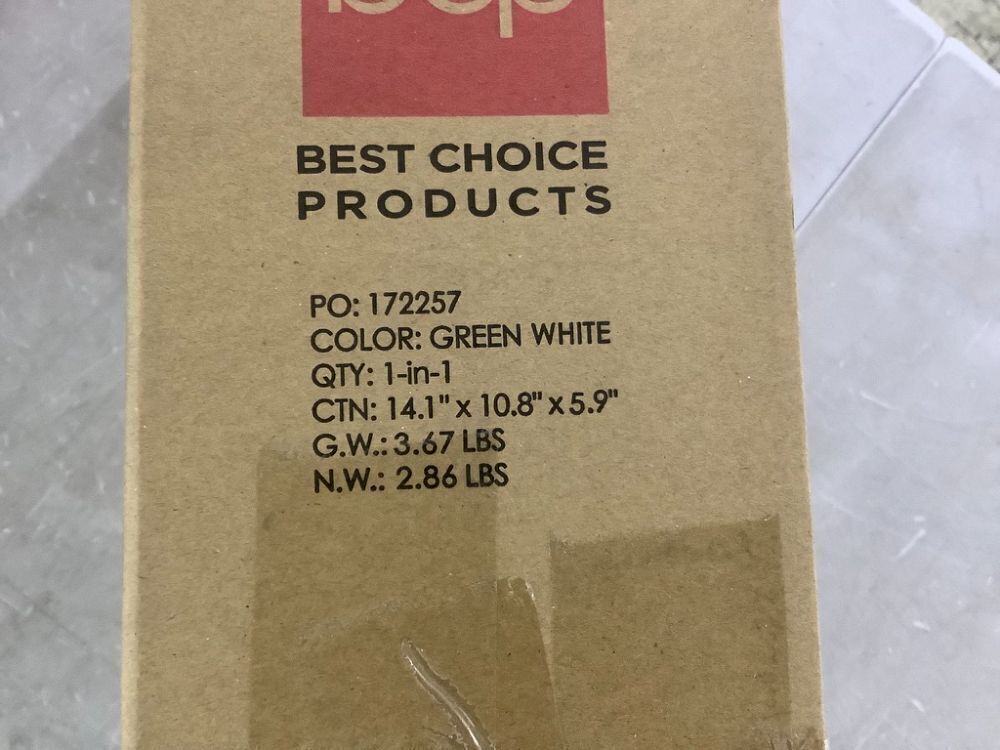 bcp
BEST CHOICE
PRODUCTS
PO: 172257
COLOR: GREEN WHITE
QTY: 1-in-1
CTN: 14.1" x 10.8" x 5.9"
G.W.: 3.67 LBS
N.W.: 2.86 LBS